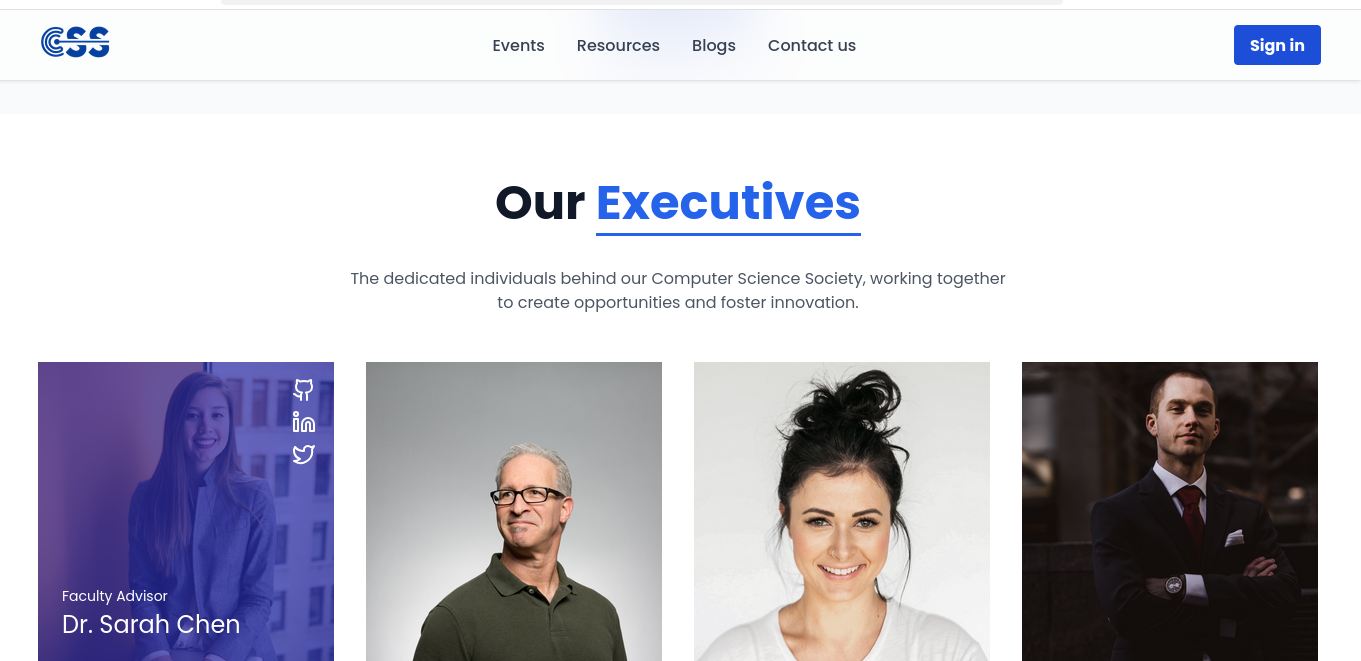 CSS
Events
Resources
Blogs
Contact us
Sign in
Our Executives
The dedicated individuals behind our Computer Science Society, working together
to create opportunities and foster innovation.
in
Faculty Advisor
Dr. Sarah Chen